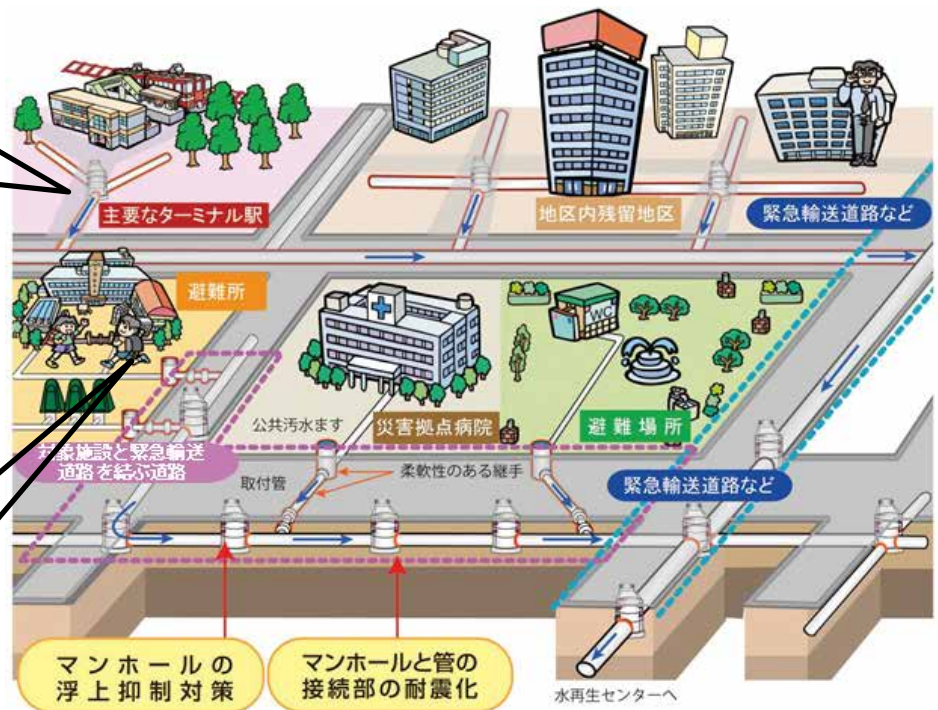 主要なターミナル駅
地区内残留地区
緊急輸送道路など
避難所
WC
公共汚水ます
災害拠点病院
避難場所
対象施設と緊急輸送
道路を結ぶ道路
取付管
柔軟性のある継手
緊急輸送道路など
マンホールの
浮上抑制対策
マンホールと管の
接続部の耐震化
水再生センターへ